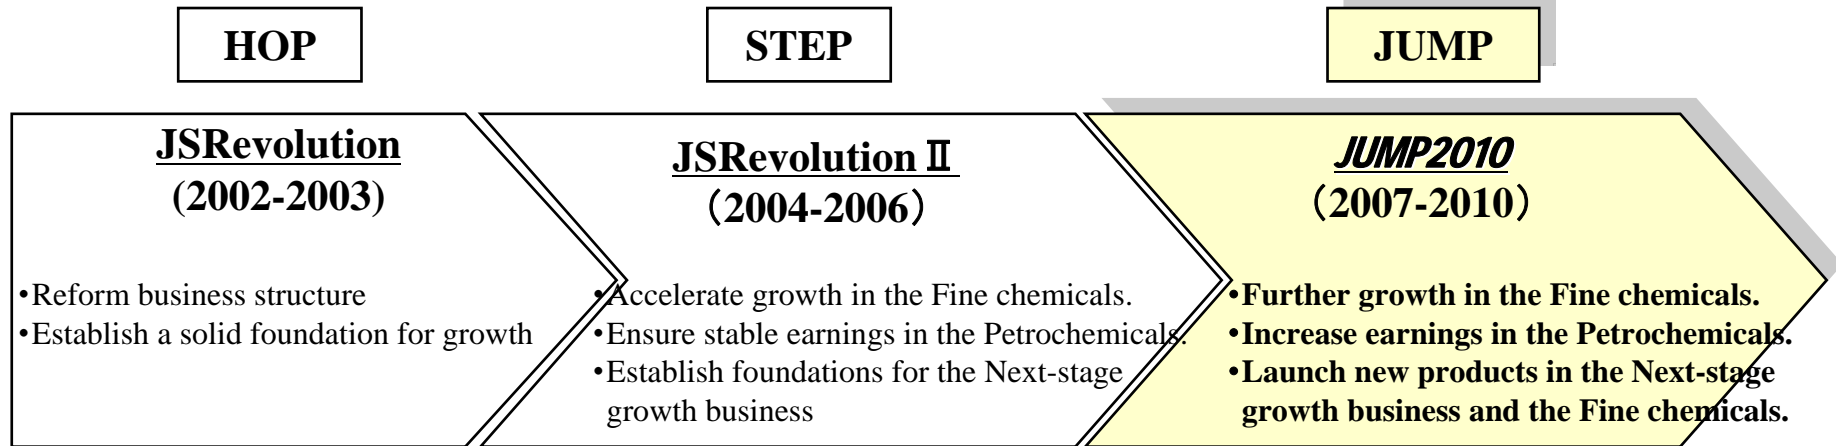 HOP
STEP
JUMP
JSRevolution
(2002-2003)
•Reform business structure
•Establish a solid foundation for growth
JSRevolution Ⅱ
（2004-2006）
•Accelerate growth in the Fine chemicals.
•Ensure stable earnings in the Petrochemicals.
•Establish foundations for the Next-stage
growth business
JUMP2010
（2007-2010）
•Further growth in the Fine chemicals.
•Increase earnings in the Petrochemicals.
•Launch new products in the Next-stage
growth business and the Fine chemicals.